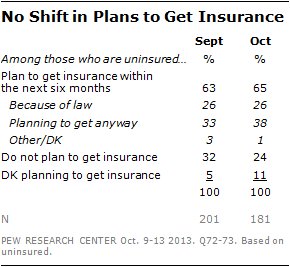 No Shift in Plans to Get Insurance
Sept Oct
Among those who are uninsured... % %
Plan to get insurance within
the next six months 63 65
Because of law 26 26
Planning to get anyway 33 38
Other/DK 3 1
Do not plan to get insurance 32 24
DK planning to get insurance 5 11
100 100
N 201 181
PEW RESEARCH CENTER Oct. 9-13 2013. Q72-73. Based on
uninsured.